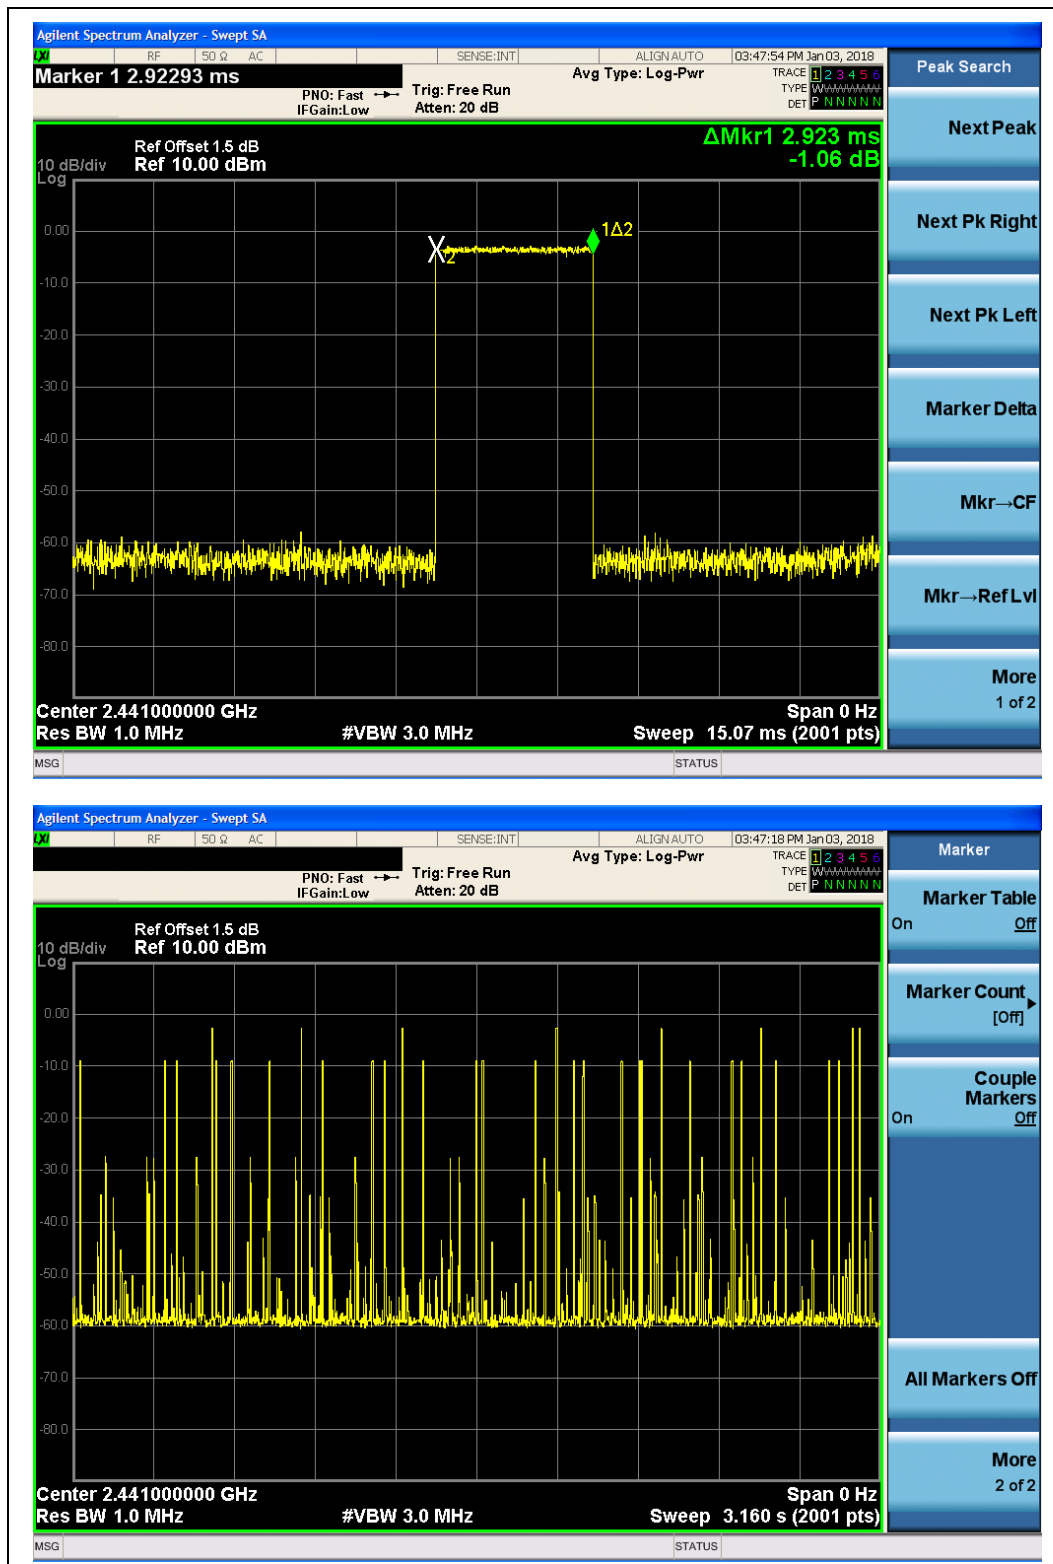 Agilent Spectrum Analyzer - Swept SA
LXI RF 50 Ω AC SENSE:INT ALIGN AUTO 03:47:54 PM Jan 03, 2018
Marker 1 2.92293 ms
PNO: Fast
IFGain:Low
Trig: Free Run
Atten: 20 dB
Avg Type: Log-Pwr
TRACE 1 2 3 4 5 6
TYPE W
DET P N N N N N
ΔMkr1 2.923 ms
-1.06 dB
Ref Offset 1.5 dB
10 dB/div Ref 10.00 dBm
Log
0.00
-10.0
-20.0
-30.0
-40.0
-50.0
-60.0
-70.0
-80.0
X2
1Δ2
Center 2.441000000 GHz Span 0 Hz
Res BW 1.0 MHz #VBW 3.0 MHz Sweep 15.07 ms (2001 pts)
MSG STATUS
Peak Search
Next Peak
Next Pk Right
Next Pk Left
Marker Delta
Mkr→CF
Mkr→Ref Lvl
More
1 of 2
Agilent Spectrum Analyzer - Swept SA
LXI RF 50 Ω AC SENSE:INT ALIGN AUTO 03:47:18 PM Jan 03, 2018
PNO: Fast
IFGain:Low
Trig: Free Run
Atten: 20 dB
Avg Type: Log-Pwr
TRACE 1 2 3 4 5 6
TYPE W
DET P N N N N N
Ref Offset 1.5 dB
10 dB/div Ref 10.00 dBm
Log
0.00
-10.0
-20.0
-30.0
-40.0
-50.0
-60.0
-70.0
-80.0
Center 2.441000000 GHz Span 0 Hz
Res BW 1.0 MHz #VBW 3.0 MHz Sweep 3.160 s (2001 pts)
MSG STATUS
Marker
Marker Table
On Off
Marker Count
[Off]
Couple
Markers
On Off
All Markers Off
More
2 of 2